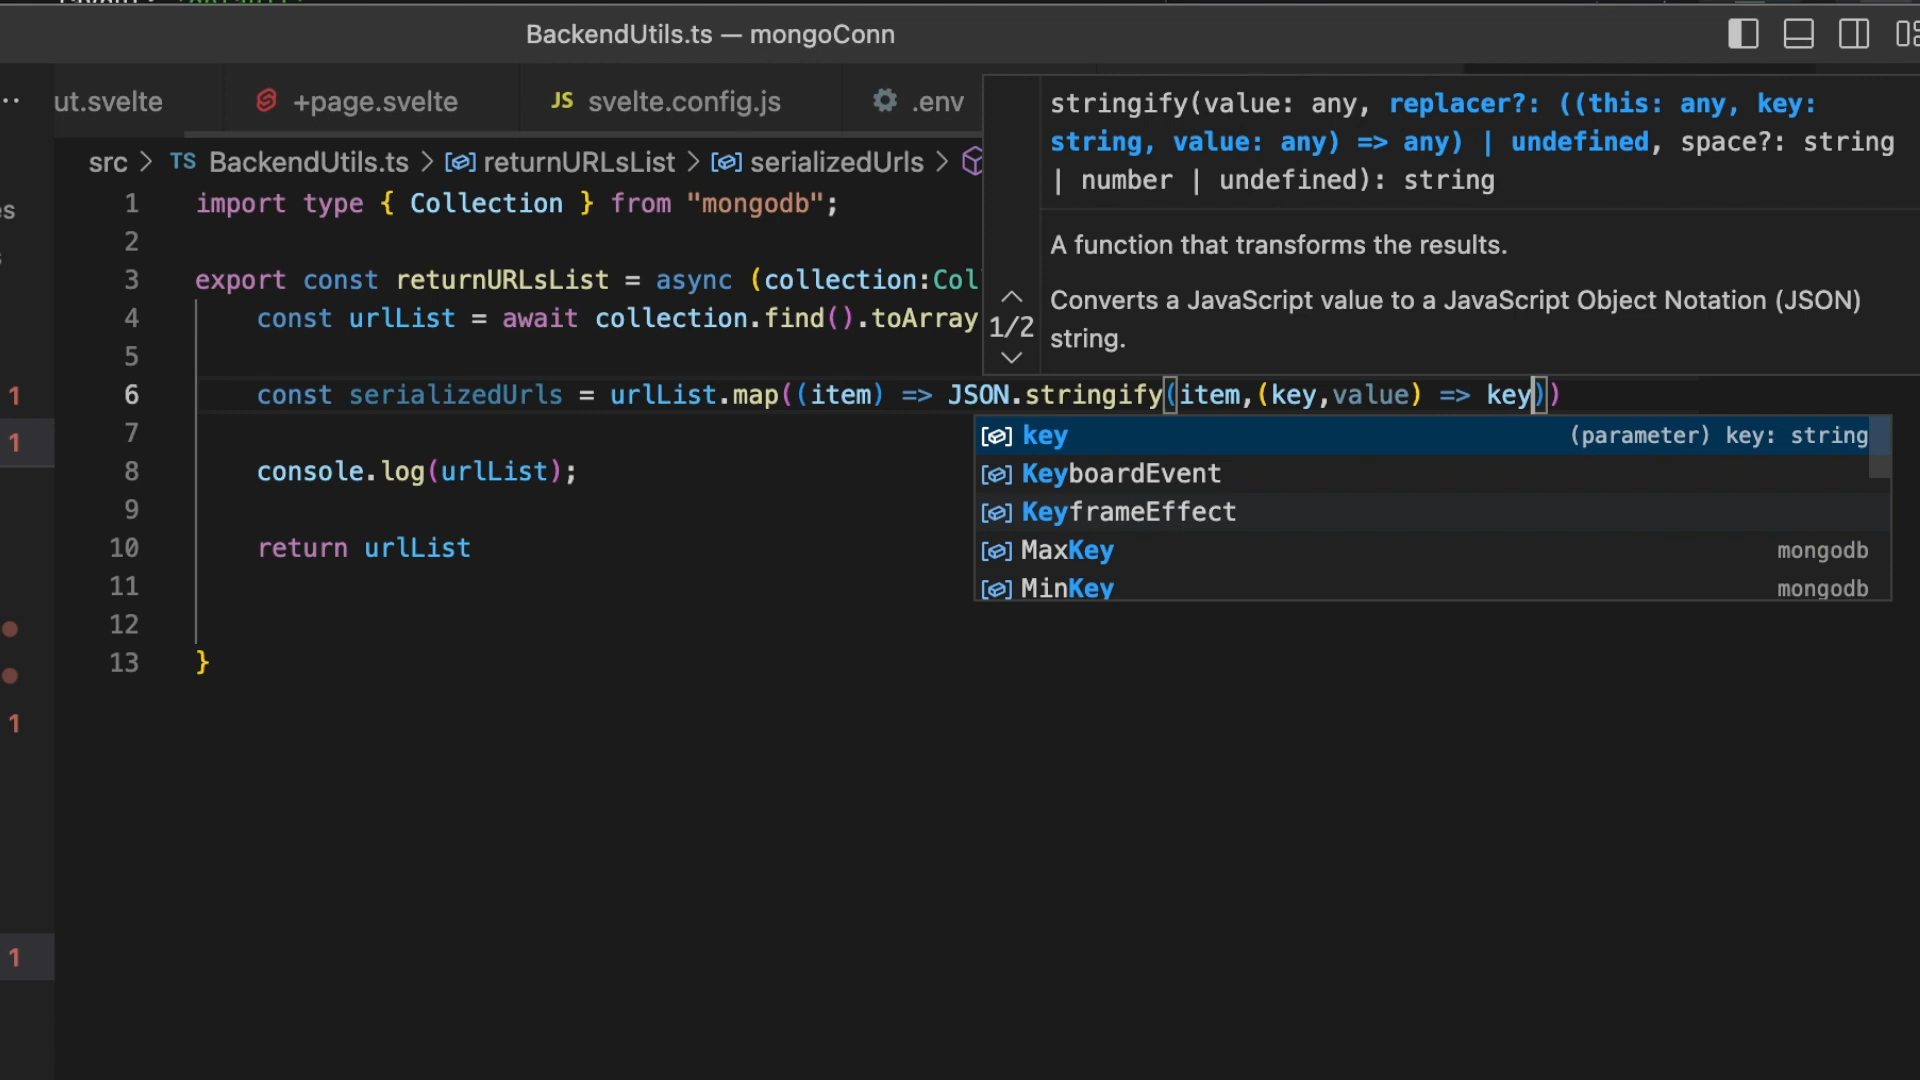 BackendUtils.ts — mongoConn
ut.svelte +page.svelte JS svelte.config.js .env
src > TS BackendUtils.ts > returnURLsList > serializedUrls >
stringify(value: any, replacer?: ((this: any, key:
string, value: any) => any) | undefined, space?: string
| number | undefined): string
A function that transforms the results.
Converts a JavaScript value to a JavaScript Object Notation (JSON)
string.
1/2
1 import type { Collection } from "mongodb";
2
3 export const returnURLsList = async (collection:Col
4 const urlList = await collection.find().toArray
5
6 const serializedUrls = urlList.map((item) => JSON.stringify(item,(key,value) => key))
7
8 console.log(urlList);
9
10 return urlList
11
12
13 }
key (parameter) key: string
KeyboardEvent
KeyframeEffect
MaxKey mongodb
MinKey mongodb
es
1
1
1
1